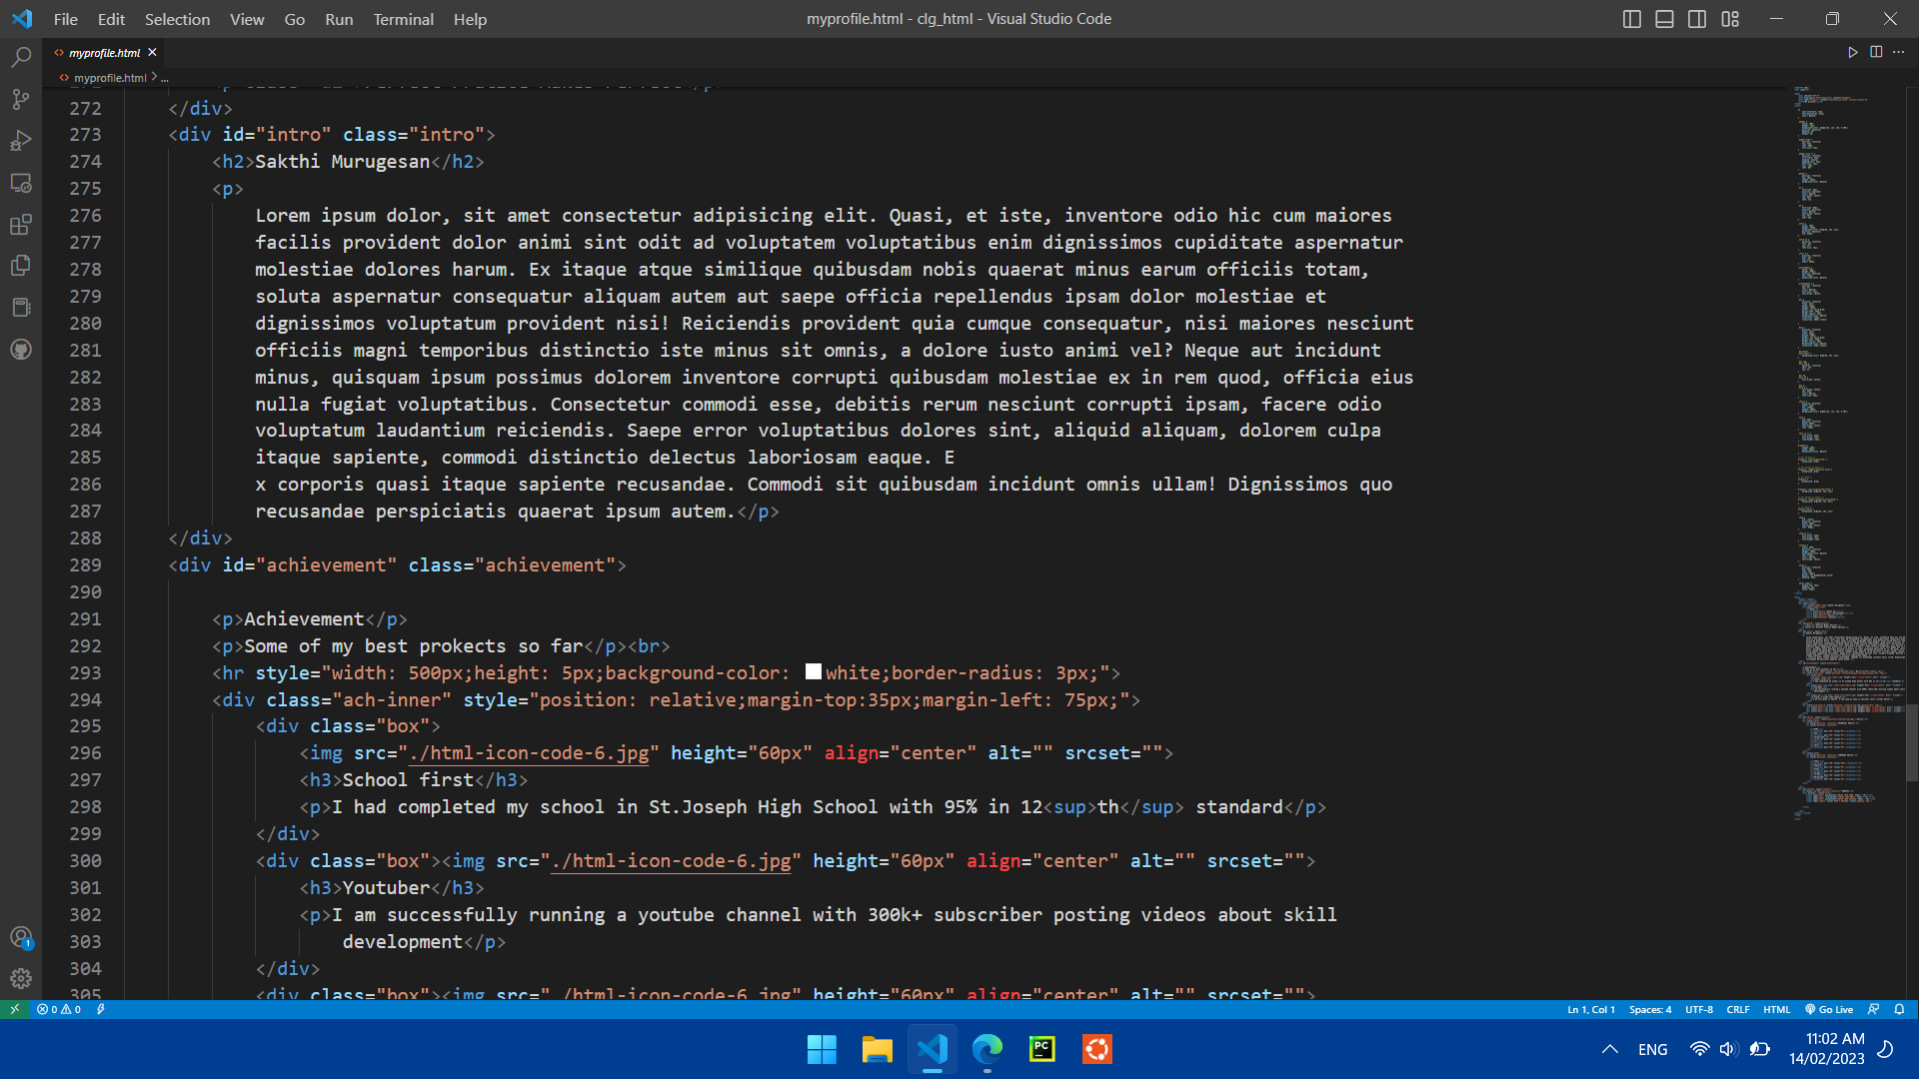 File Edit Selection View Go Run Terminal Help
myprofile.html - clg_html - Visual Studio Code
myprofile.html
myprofile.html > ...
272 </div>
273 <div id="intro" class="intro">
274 <h2>Sakthi Murugesan</h2>
275 <p>
276 Lorem ipsum dolor, sit amet consectetur adipisicing elit. Quasi, et iste, inventore odio hic cum maiores
277 facilis provident dolor animi sint odit ad voluptatem voluptatibus enim dignissimos cupiditate aspernatur
278 molestiae dolores harum. Ex itaque atque similique quibusdam nobis quaerat minus earum officiis totam,
279 soluta aspernatur consequatur aliquam autem aut saepe officia repellendus ipsam dolor molestiae et
280 dignissimos voluptatum provident nisi! Reiciendis provident quia cumque consequatur, nisi maiores nesciunt
281 officiis magni temporibus distinctio iste minus sit omnis, a dolore iusto animi vel? Neque aut incidunt
282 minus, quisquam ipsum possimus dolorem inventore corrupti quibusdam molestiae ex in rem quod, officia eius
283 nulla fugiat voluptatibus. Consectetur commodi esse, debitis rerum nesciunt corrupti ipsam, facere odio
284 voluptatum laudantium reiciendis. Saepe error voluptatibus dolores sint, aliquid aliquam, dolorem culpa
285 itaque sapiente, commodi distinctio delectus laboriosam eaque. E
286 x corporis quasi itaque sapiente recusandae. Commodi sit quibusdam incidunt omnis ullam! Dignissimos quo
287 recusandae perspiciatis quaerat ipsum autem.</p>
288 </div>
289 <div id="achievement" class="achievement">
290
291 <p>Achievement</p>
292 <p>Some of my best prokects so far</p><br>
293 <hr style="width: 500px;height: 5px;background-color: white;border-radius: 3px;">
294 <div class="ach-inner" style="position: relative;margin-top:35px;margin-left: 75px;">
295 <div class="box">
296 <img src="./html-icon-code-6.jpg" height="60px" align="center" alt="" srcset="">
297 <h3>School first</h3>
298 <p>I had completed my school in St.Joseph High School with 95% in 12<sup>th</sup> standard</p>
299 </div>
300 <div class="box"><img src="./html-icon-code-6.jpg" height="60px" align="center" alt="" srcset="">
301 <h3>Youtuber</h3>
302 <p>I am successfully running a youtube channel with 300k+ subscriber posting videos about skill
303 development</p>
304 </div>
305 <div class="box"><img src="./html-icon-code-6.jpg" height="60px" align="center" alt="" srcset="">
1
0 0
Ln 1, Col 1 Spaces: 4 UTF-8 CRLF HTML Go Live
PC
ENG
11:02 AM
14/02/2023